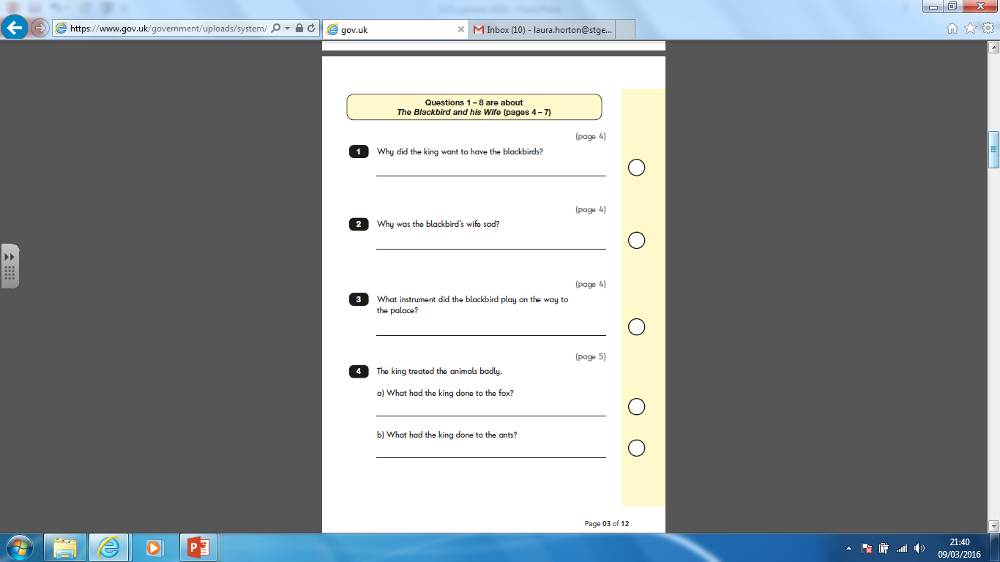 https://www.gov.uk/government/uploads/system/
gov.uk
Inbox (10) - laura.horton@stge...
Questions 1 – 8 are about
The Blackbird and his Wife (pages 4 – 7)
(page 4)
1 Why did the king want to have the blackbirds?
(page 4)
2 Why was the blackbird's wife sad?
(page 4)
3 What instrument did the blackbird play on the way to
the palace?
(page 5)
4 The king treated the animals badly.
a) What had the king done to the fox?
b) What had the king done to the ants?
Page 03 of 12
21:40
09/03/2016